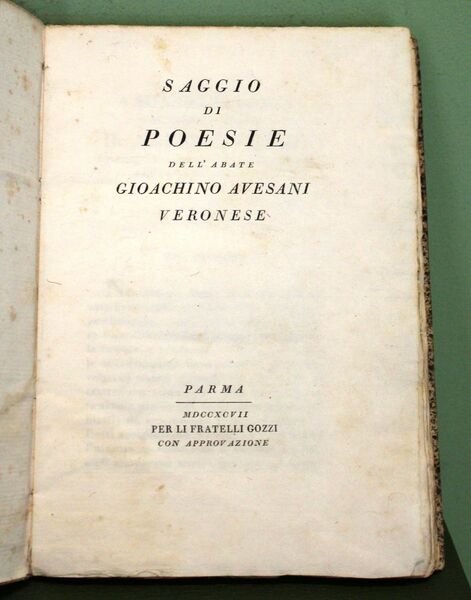 SAGGIO
DI
POESIE
DELL'ABATE
GIOACHINO AVESANI
VERONESE
PARMA
MDCCXCVII
PER LI FRATELLI GOZZI
CON APPROVAZIONE